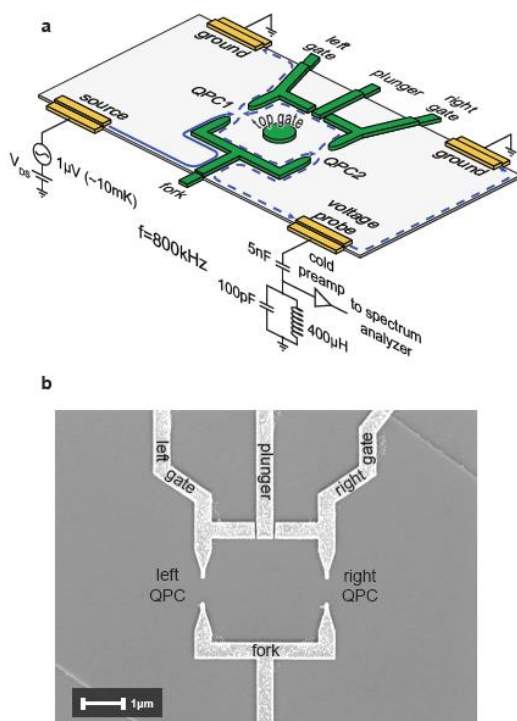 a
ground
left
gate
plunger
right
gate
QPC1
top gate
source
QPC2
ground
V_DS
1μV (~10mK)
fork
voltage
probe
f=800kHz
5nF
cold
preamp
to spectrum
analyzer
100pF
400μH
b
left
gate
plunger
right
gate
left
QPC
right
QPC
fork
1μm